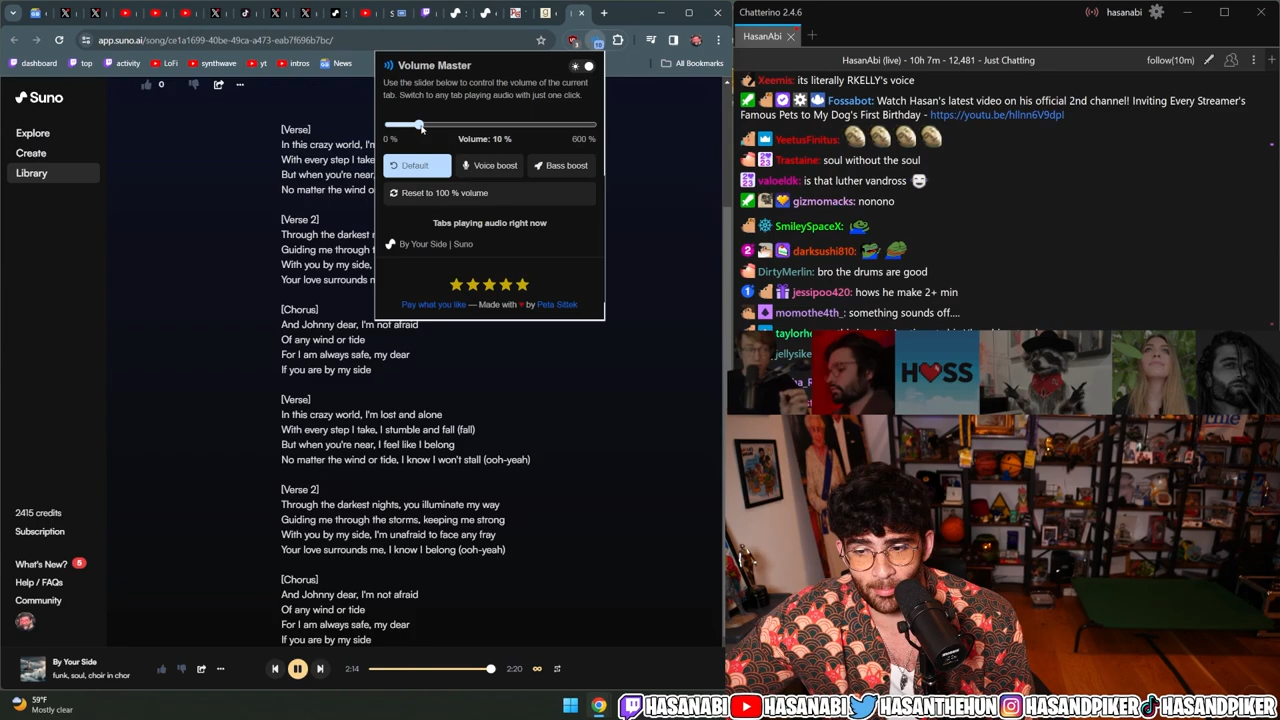 app.suno.ai/song/ce1a1699-40be-49ca-a473-eab7f696b7bc/
dashboard
top
activity
LoFi
synthwave
yt
intros
News
All Bookmarks
Suno
Explore
Create
Library
0
[Verse]
In this crazy world, I'm
With every step I take, I
But when you're near, I
No matter the wind or
[Verse 2]
Through the darkest
Guiding me through
With you by my side,
Your love surrounds
[Chorus]
And Johnny dear, I'm not afraid
Of any wind or tide
For I am always safe, my dear
If you are by my side
[Verse]
In this crazy world, I'm lost and alone
With every step I take, I stumble and fall (fall)
But when you're near, I feel like I belong
No matter the wind or tide, I know I won't stall (ooh-yeah)
[Verse 2]
Through the darkest nights, you illuminate my way
Guiding me through the storms, keeping me strong
With you by my side, I'm unafraid to face any fray
Your love surrounds me, I know I belong (ooh-yeah)
[Chorus]
And Johnny dear, I'm not afraid
Of any wind or tide
For I am always safe, my dear
If you are by my side
2415 credits
Subscription
What's New?
6
Help / FAQs
Community
By Your Side
funk, soul, choir in chor
2:14
2:20
Volume Master
Use the slider below to control the volume of the current
tab. Switch to any tab playing audio with just one click.
0 %
Volume: 10 %
600 %
Default
Voice boost
Bass boost
Reset to 100 % volume
Tabs playing audio right now
By Your Side | Suno
Pay what you like — Made with ♥ by Peta Sittek
59°F
Mostly clear
Chatterino 2.4.6
hasanabi
HasanAbi
HasanAbi (live) - 10h 7m - 12,481 - Just Chatting
follow(10m)
Xeemis: its literally RKELLY's voice
Fossabot: Watch Hasan's latest video on his official 2nd channel! Inviting Every Streamer's
Famous Pets to My Dog's First Birthday - https://youtu.be/hIInn6V9dpI
YeetusFinitus:
Trastaine: soul without the soul
valoeldk: is that luther vandross
gizmomacks: nonono
SmileySpaceX:
darksushi810:
DirtyMerlin: bro the drums are good
jessipoo420: hows he make 2+ min
momothe4th_: something sounds off....
HOSS
HASANABI
HASANABI
HASANTHEHUN
HASANDPIKER
HASANDPIKER